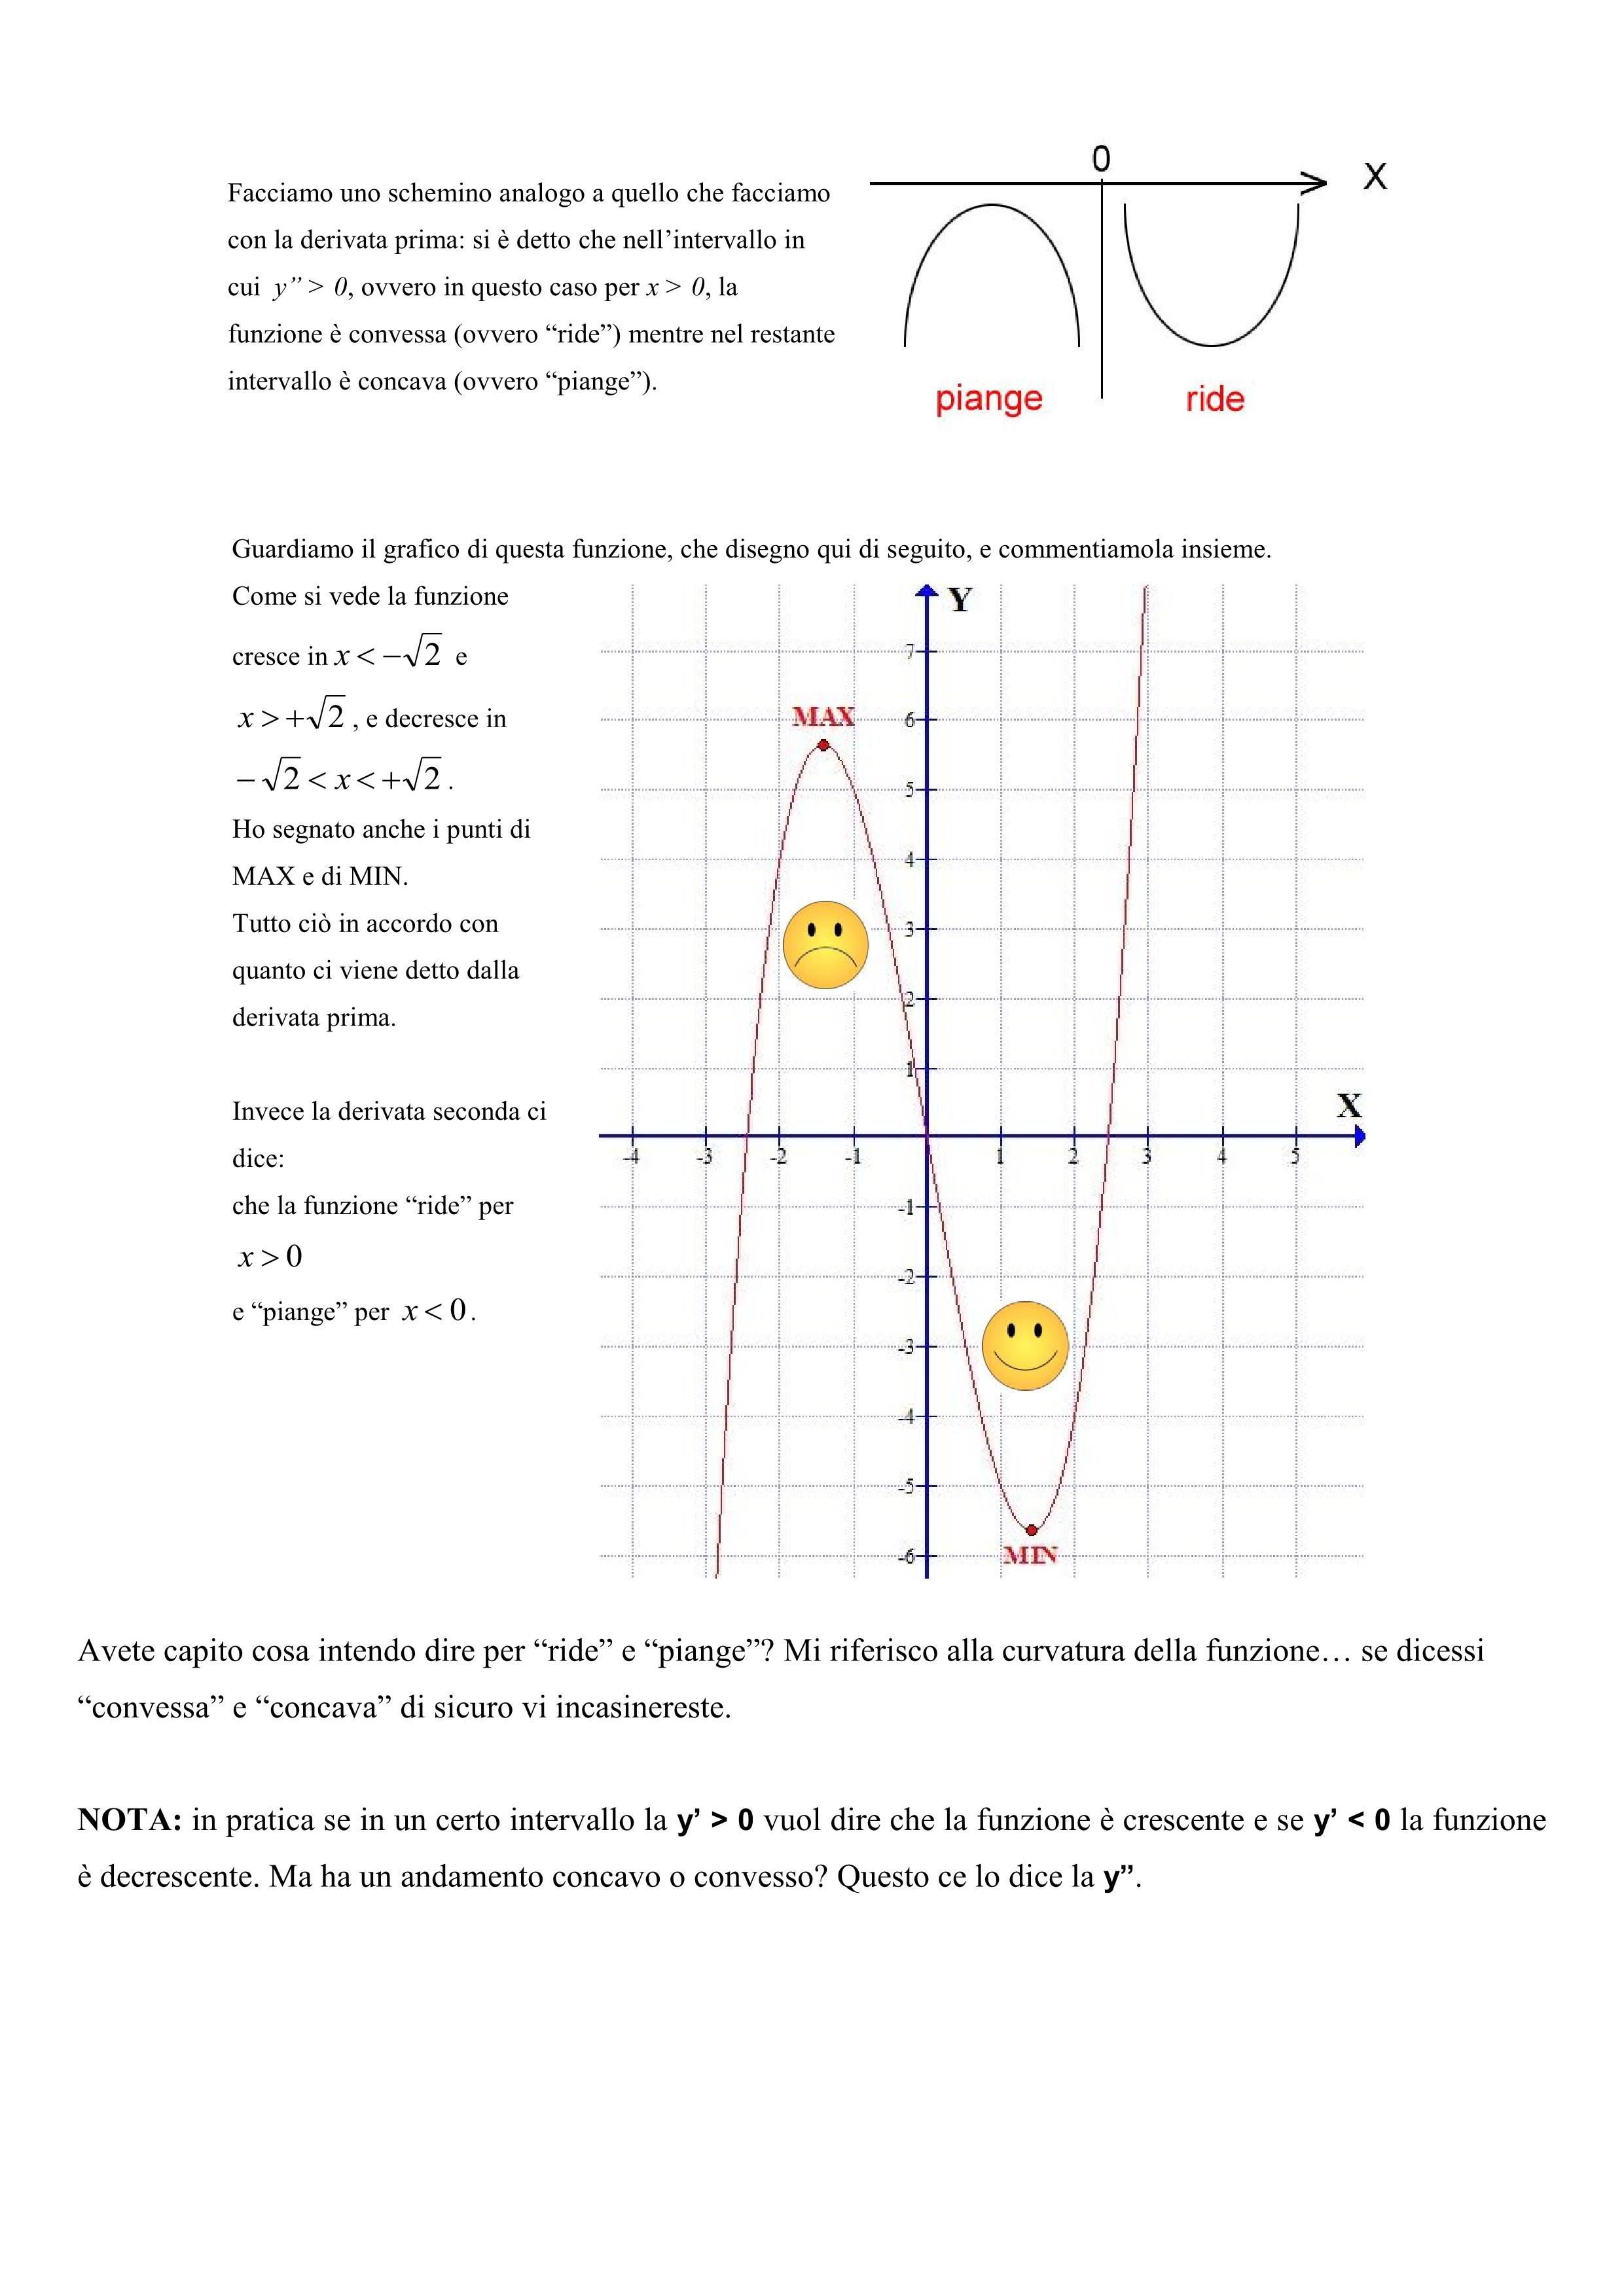 Facciamo uno schemino analogo a quello che facciamo
con la derivata prima: si è detto che nell’intervallo in
cui y” > 0, ovvero in questo caso per x > 0, la
funzione è convessa (ovvero “ride”) mentre nel restante
intervallo è concava (ovvero “piange”).
0
X
piange
ride
Guardiamo il grafico di questa funzione, che disegno qui di seguito, e commentiamola insieme.
Come si vede la funzione
cresce in x < −√2 e
x > +√2 , e decresce in
− √2 < x < +√2 .
Ho segnato anche i punti di
MAX e di MIN.
Tutto ciò in accordo con
quanto ci viene detto dalla
derivata prima.
Invece la derivata seconda ci
dice:
che la funzione “ride” per
x > 0
e “piange” per x < 0 .
Y
7
MAX
6
5
4
3
2
1
X
-4 -3 -2 -1 1 2 3 4 5
-1
-2
-3
-4
-5
-6
MIN
Avete capito cosa intendo dire per “ride” e “piange”? Mi riferisco alla curvatura della funzione… se dicessi
“convessa” e “concava” di sicuro vi incasinereste.
NOTA: in pratica se in un certo intervallo la y’ > 0 vuol dire che la funzione è crescente e se y’ < 0 la funzione
è decrescente. Ma ha un andamento concavo o convesso? Questo ce lo dice la y”.